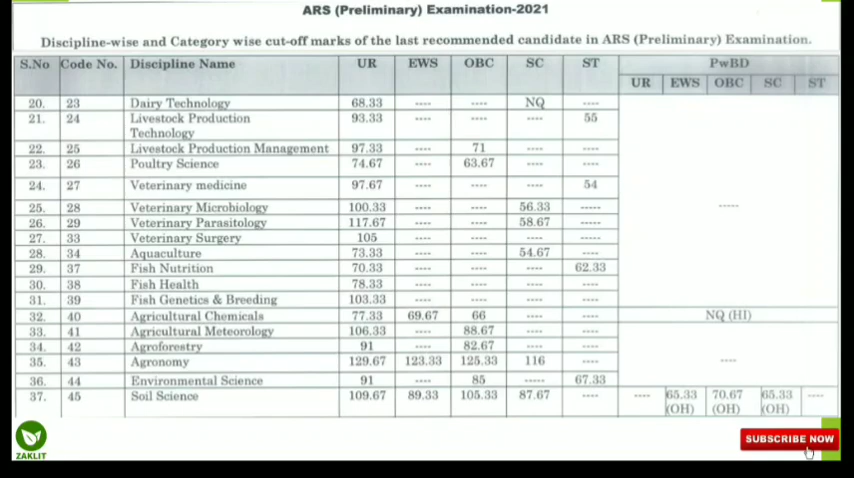 ARS (Preliminary) Examination-2021
Discipline-wise and Category wise cut-off marks of the last recommended candidate in ARS (Preliminary) Examination.
S.No Code No. Discipline Name UR EWS OBC SC ST PwBD
UR EWS OBC SC ST
20. 23 Dairy Technology 68.33 ---- ---- NQ ----
21. 24 Livestock Production 93.33 ---- ---- ---- 55
Technology
22. 25 Livestock Production Management 97.33 ---- 71 ---- ----
23. 26 Poultry Science 74.67 ---- 63.67 ---- ----
24. 27 Veterinary medicine 97.67 ---- ---- ---- 54
25. 28 Veterinary Microbiology 100.33 ---- ---- 56.33 ----- -----
26. 29 Veterinary Parasitology 117.67 ---- ---- 58.67 -----
27. 33 Veterinary Surgery 105 ---- ---- ---- -----
28. 34 Aquaculture 73.33 ---- ---- 54.67 ----
29. 37 Fish Nutrition 70.33 ---- ---- ---- 62.33
30. 38 Fish Health 78.33 ---- ---- ---- ----
31. 39 Fish Genetics & Breeding 103.33 ---- ---- ---- ----
32. 40 Agricultural Chemicals 77.33 69.67 66 ---- ---- NQ (HI)
33. 41 Agricultural Meteorology 106.33 ---- 88.67 ---- ----
34. 42 Agroforestry 91 ---- 82.67 ---- ----
35. 43 Agronomy 129.67 123.33 125.33 116 ---- ----
36. 44 Environmental Science 91 ---- 85 ----- 67.33
37. 45 Soil Science 109.67 89.33 105.33 87.67 ---- ---- 65.33 70.67 65.33 ----
(OH) (OH) (OH)
ZAKLIT
SUBSCRIBE NOW